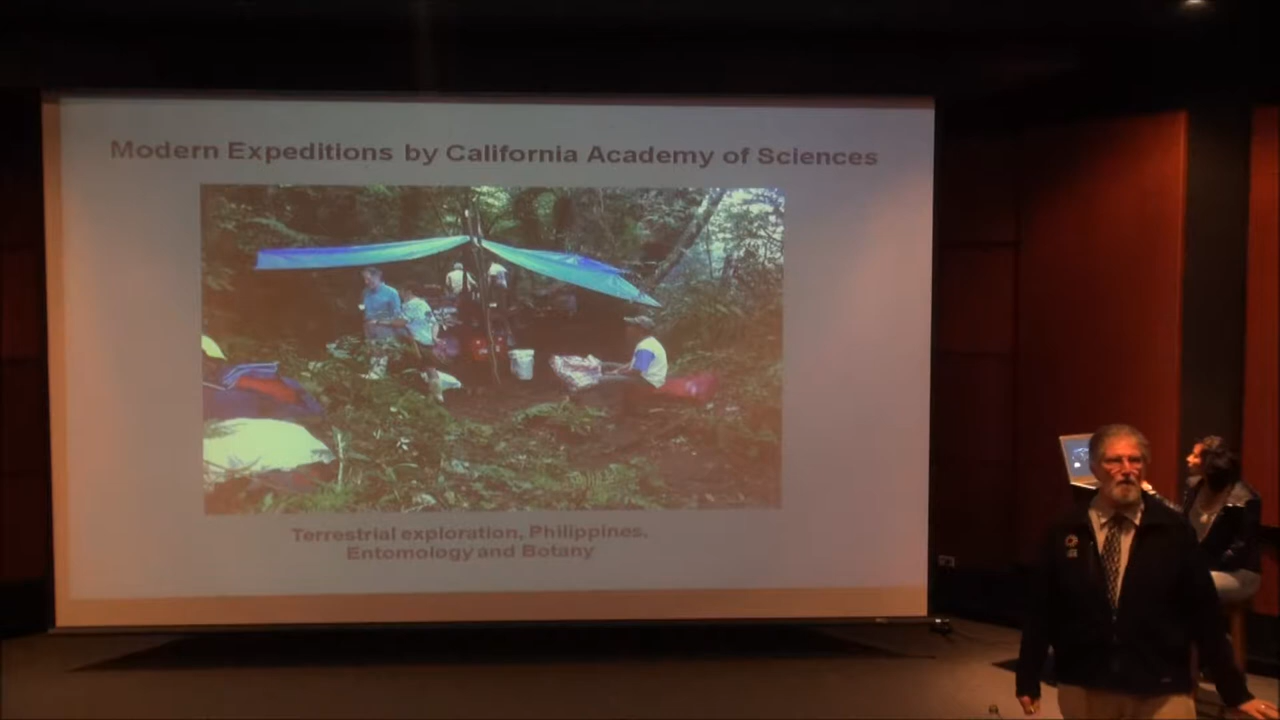 Modern Expeditions by California Academy of Sciences
Terrestrial exploration, Philippines,
Entomology and Botany